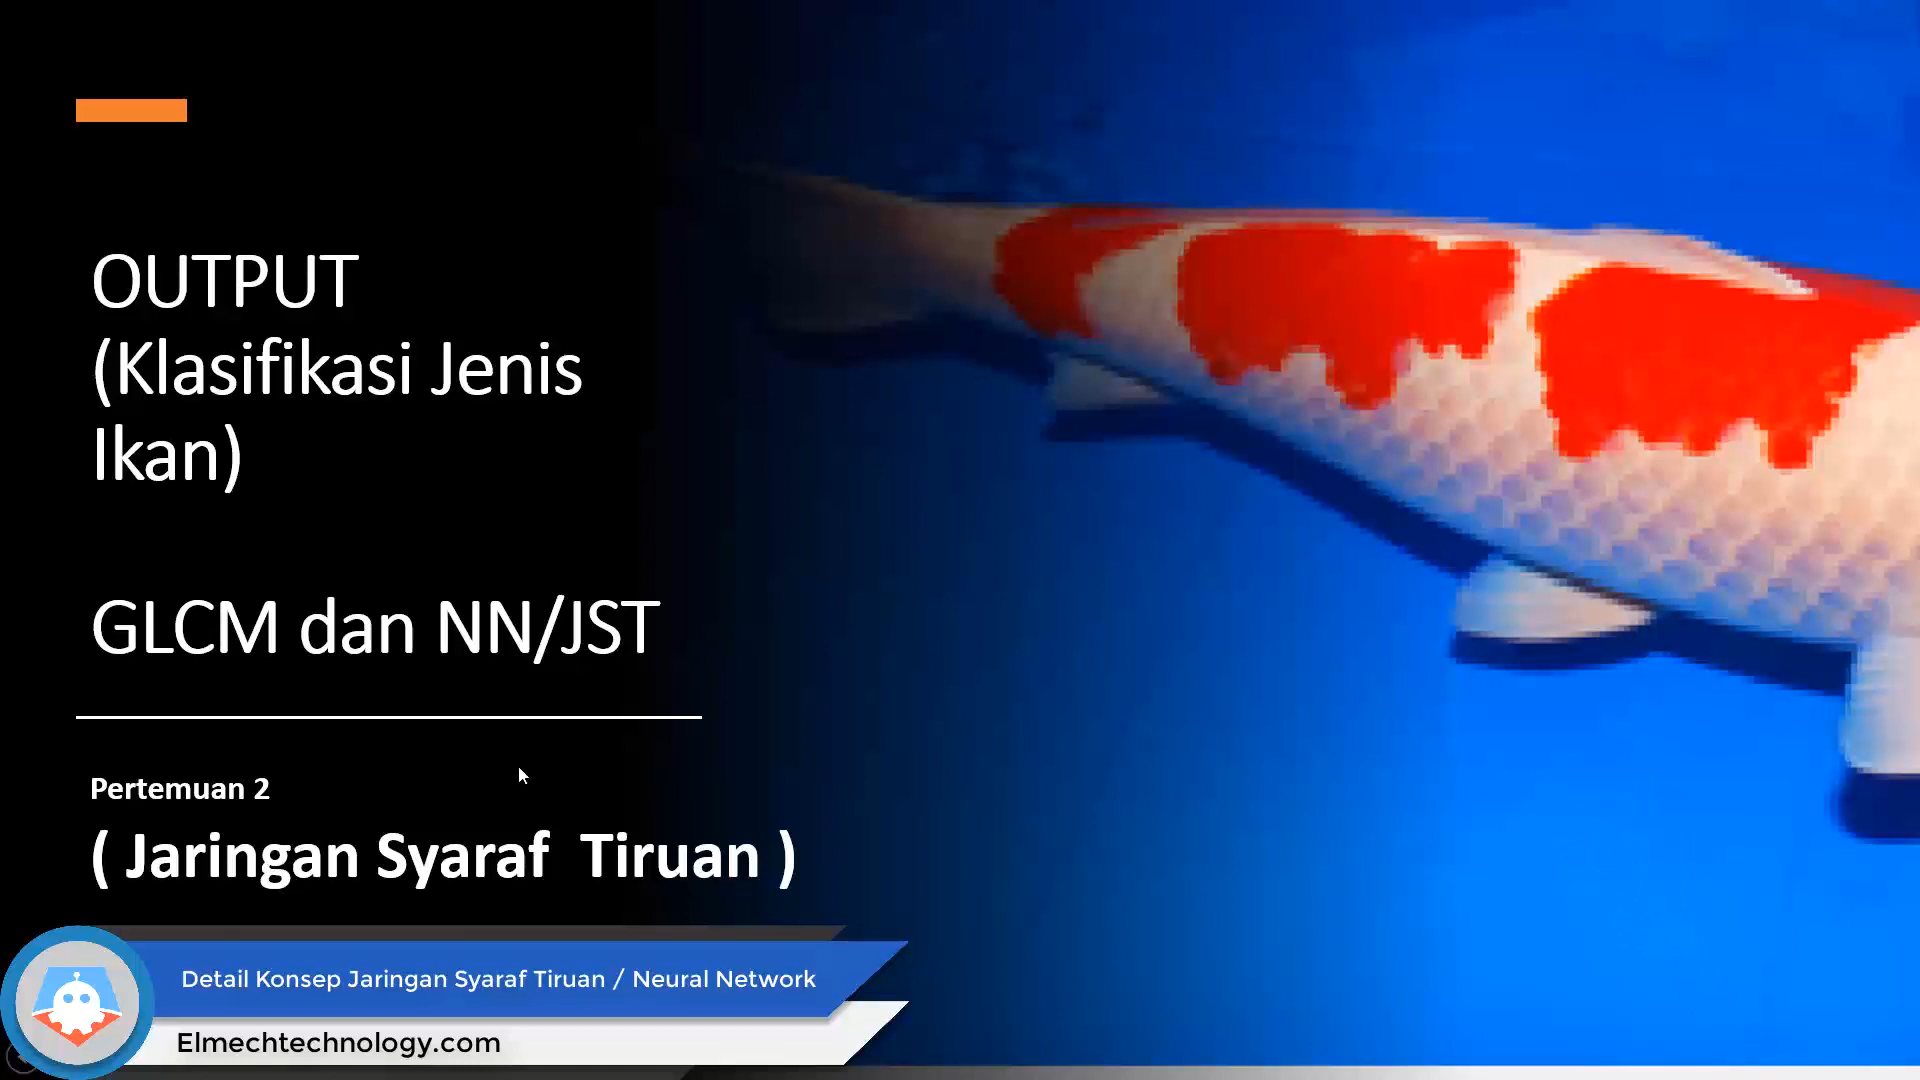 OUTPUT
(Klasifikasi Jenis
Ikan)
GLCM dan NN/JST
Pertemuan 2
( Jaringan Syaraf  Tiruan )
Detail Konsep Jaringan Syaraf Tiruan / Neural Network
Elmechtechnology.com